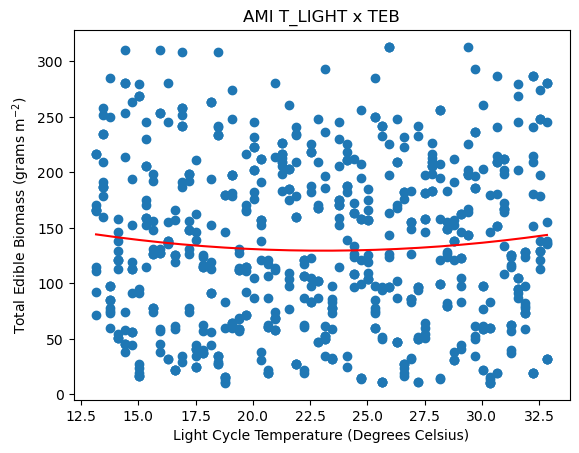 AMI T_LIGHT x TEB
Total Edible Biomass (grams m⁻²)
300
250
200
150
100
50
0
12.5 15.0 17.5 20.0 22.5 25.0 27.5 30.0 32.5
Light Cycle Temperature (Degrees Celsius)